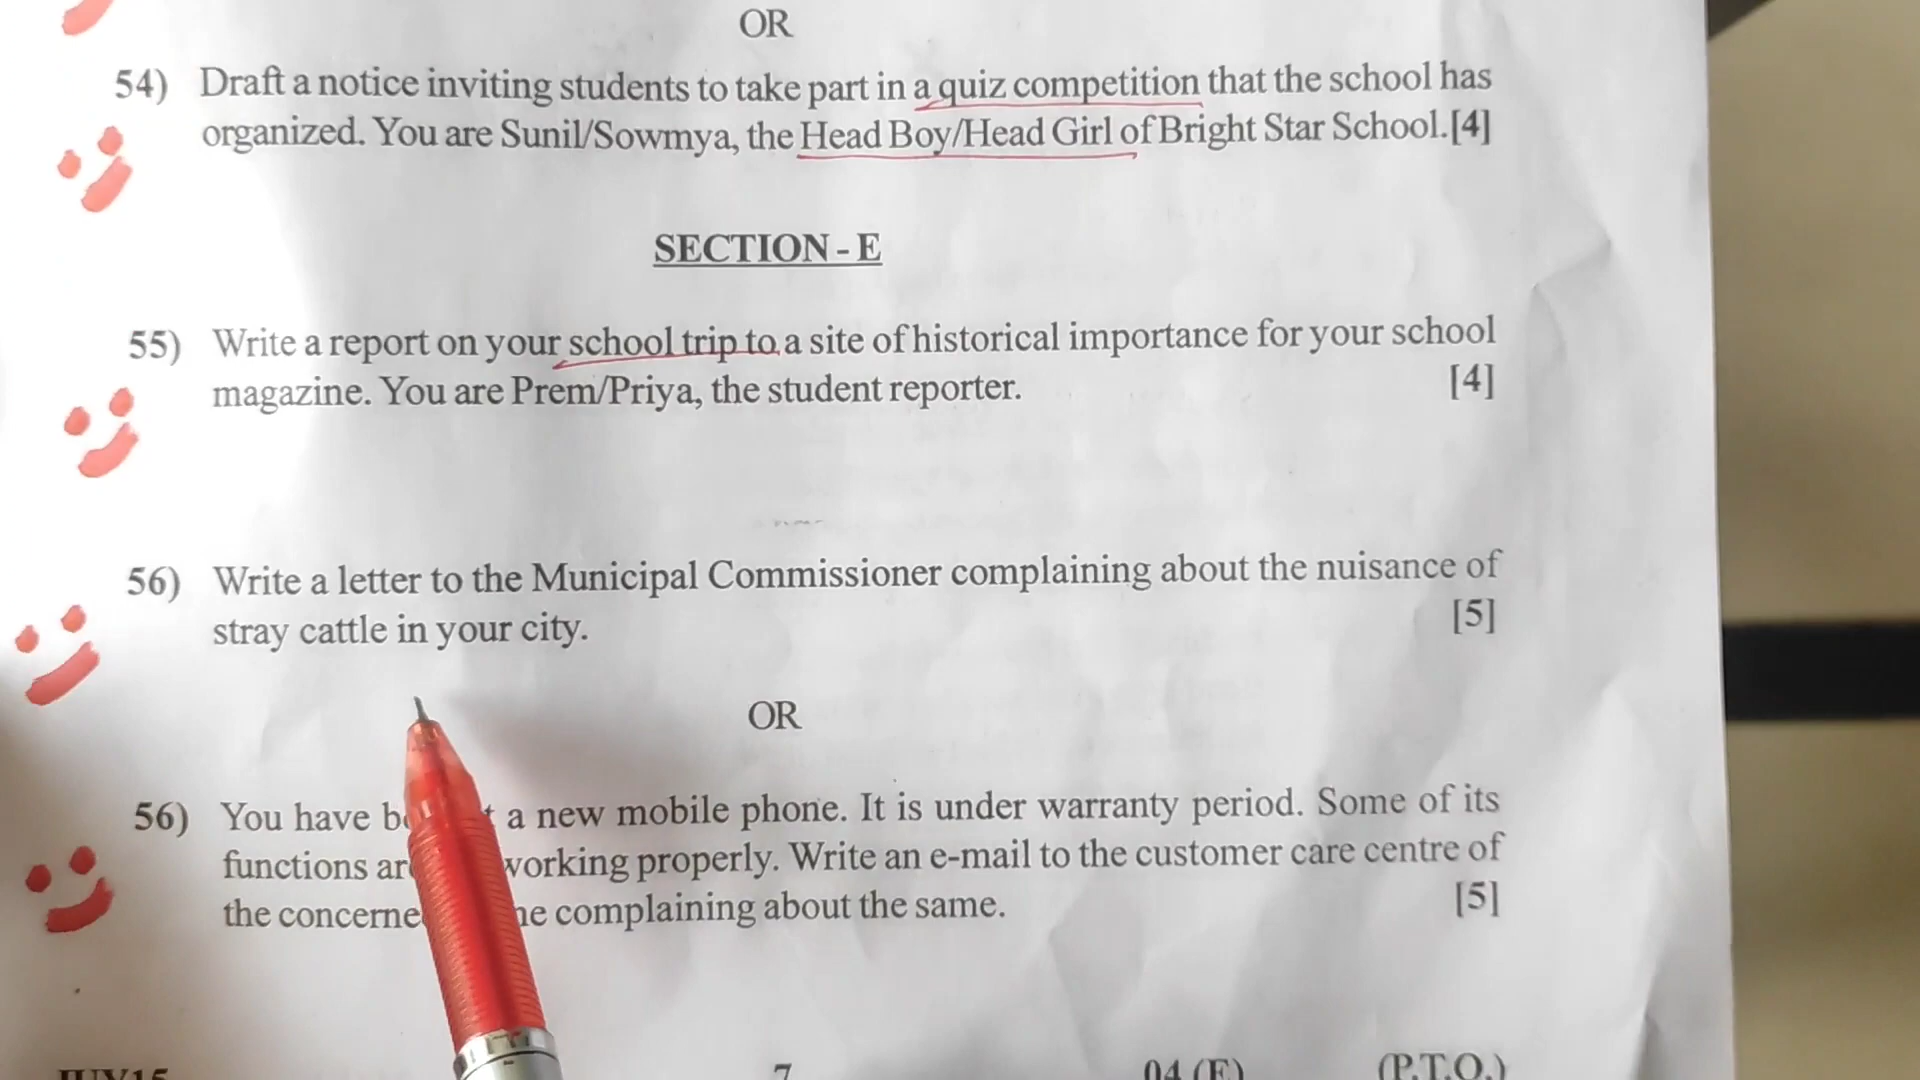 OR
54) Draft a notice inviting students to take part in a quiz competition that the school has
organized. You are Sunil/Sowmya, the Head Boy/Head Girl of Bright Star School.[4]
SECTION - E
55) Write a report on your school trip to a site of historical importance for your school
magazine. You are Prem/Priya, the student reporter. [4]
56) Write a letter to the Municipal Commissioner complaining about the nuisance of
stray cattle in your city. [5]
OR
56) You have a new mobile phone. It is under warranty period. Some of its
functions working properly. Write an e-mail to the customer care centre of
the complaining about the same. [5]
7 04 (E) (P.T.O.)